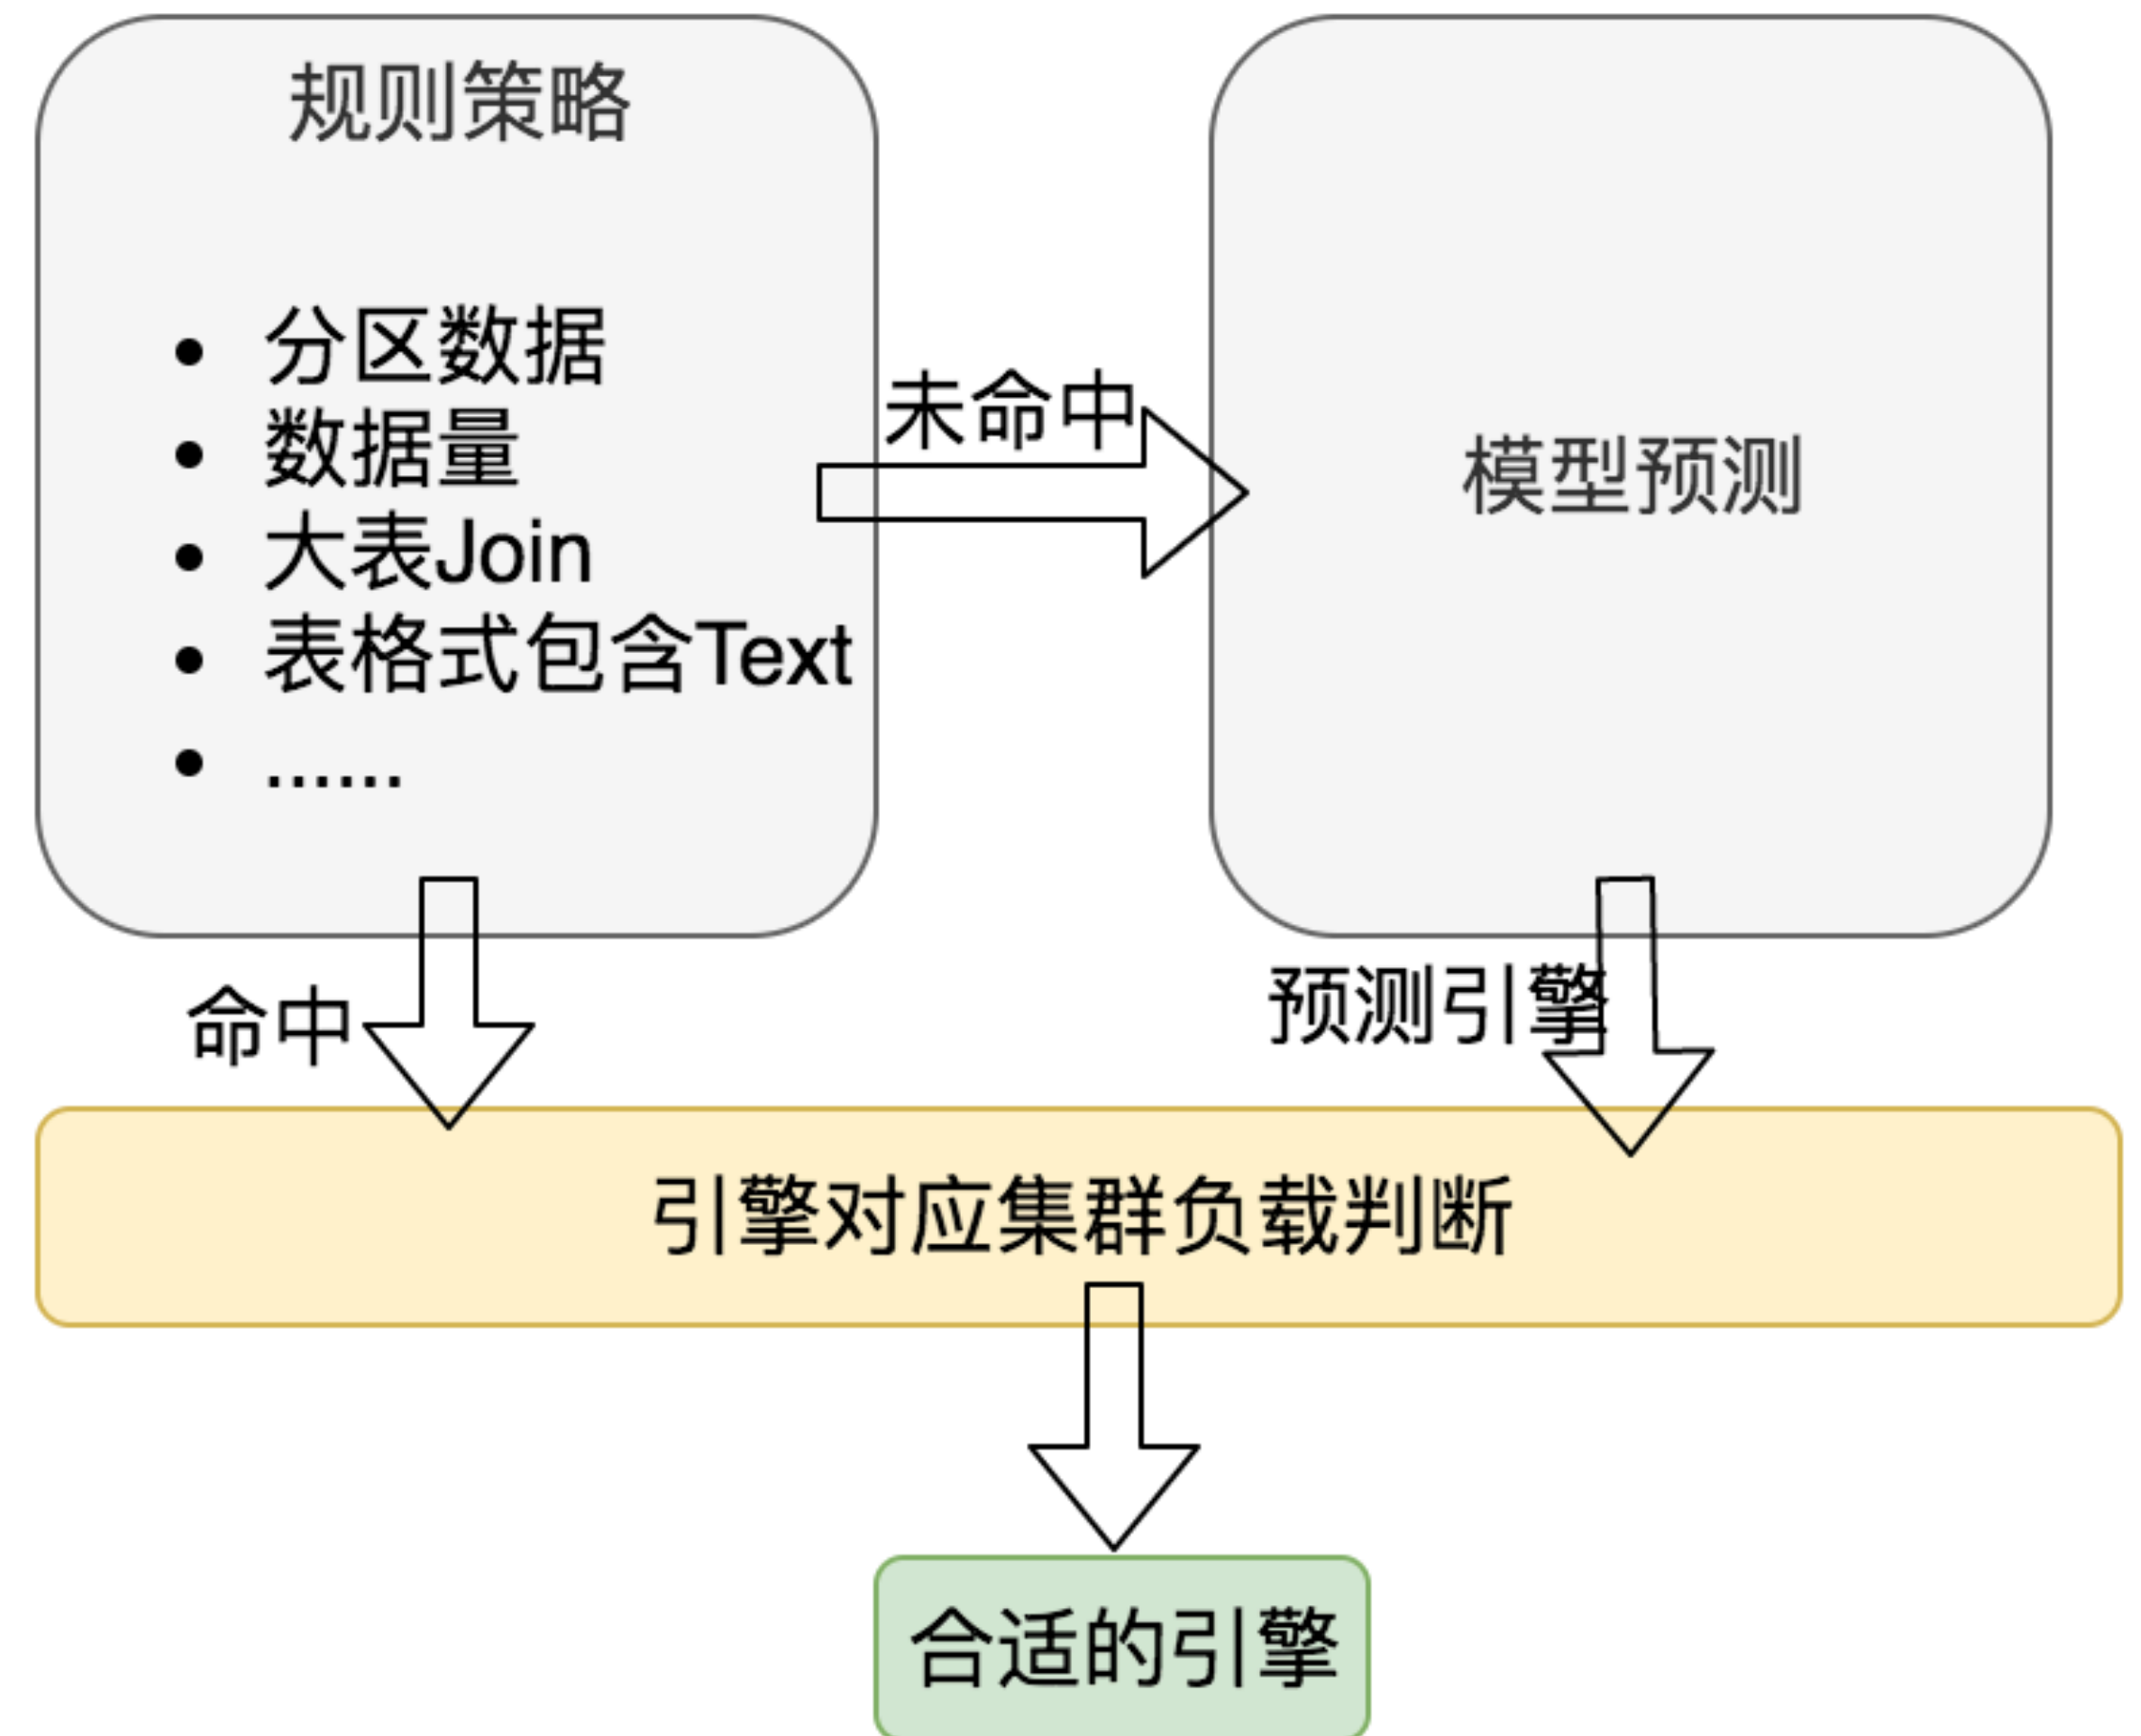 规则策略
• 分区数据
• 数据量
• 大表Join
• 表格式包含Text
• ......
未命中
模型预测
命中
预测引擎
引擎对应集群负载判断
合适的引擎